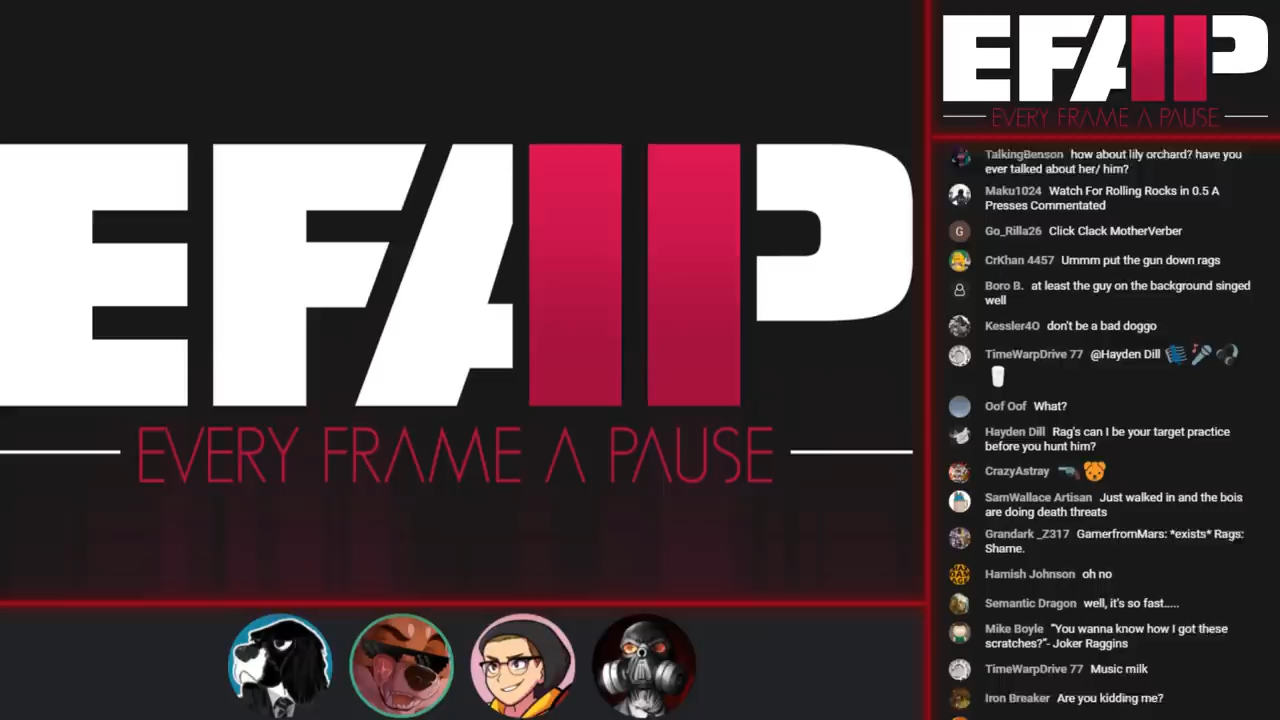 EFAP
EVERY FRAME A PAUSE
EFAP
EVERY FRAME A PAUSE
TalkingBenson how about lily orchard? have you
ever talked about her/ him?
Maku1024 Watch For Rolling Rocks in 0.5 A
Presses Commentated
G
Go_Rilla26 Click Clack MotherVerber
CrKhan 4457 Ummm put the gun down rags
Boro B. at least the guy on the background singed
well
Kessler4O don't be a bad doggo
TimeWarpDrive 77 @Hayden Dill
Oof Oof What?
Hayden Dill Rag's can I be your target practice
before you hunt him?
CrazyAstray
SamWallace Artisan Just walked in and the bois
are doing death threats
Grandark _Z317 GamerfromMars: *exists* Rags:
Shame.
Hamish Johnson oh no
Semantic Dragon well, it's so fast.....
Mike Boyle “You wanna know how I got these
scratches?”- Joker Raggins
TimeWarpDrive 77 Music milk
Iron Breaker Are you kidding me?